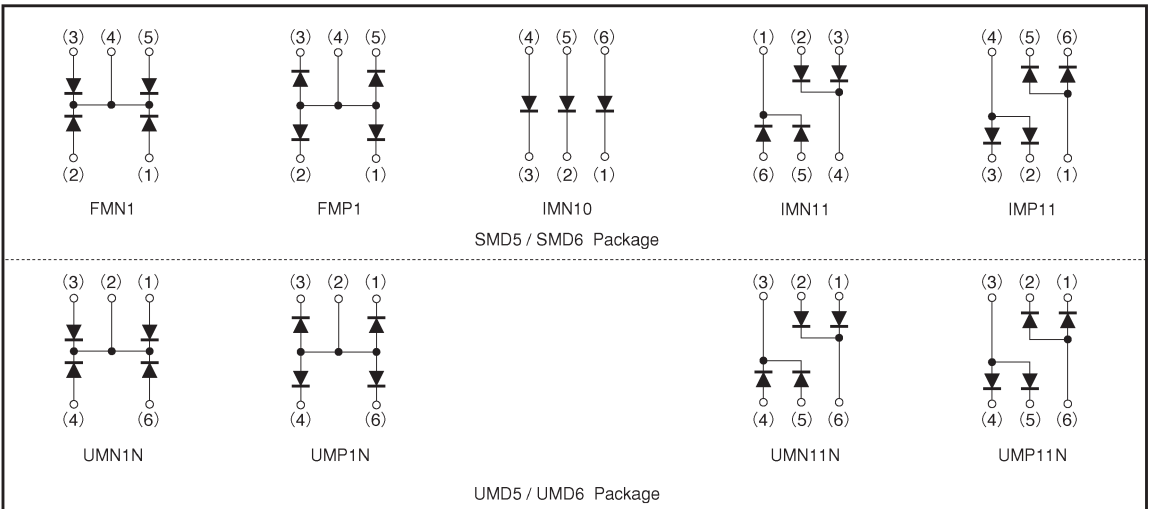 (3) (4) (5) (3) (4) (5) (4) (5) (6) (1) (2) (3) (4) (5) (6)
(2) (1) (2) (1) (3) (2) (1) (6) (5) (4) (3) (2) (1)
FMN1 FMP1 IMN10 IMN11 IMP11
SMD5 / SMD6 Package
(3) (2) (1) (3) (2) (1) (3) (2) (1) (3) (2) (1)
(4) (6) (4) (6) (4) (5) (6) (4) (5) (6)
UMN1N UMP1N UMN11N UMP11N
UMD5 / UMD6 Package